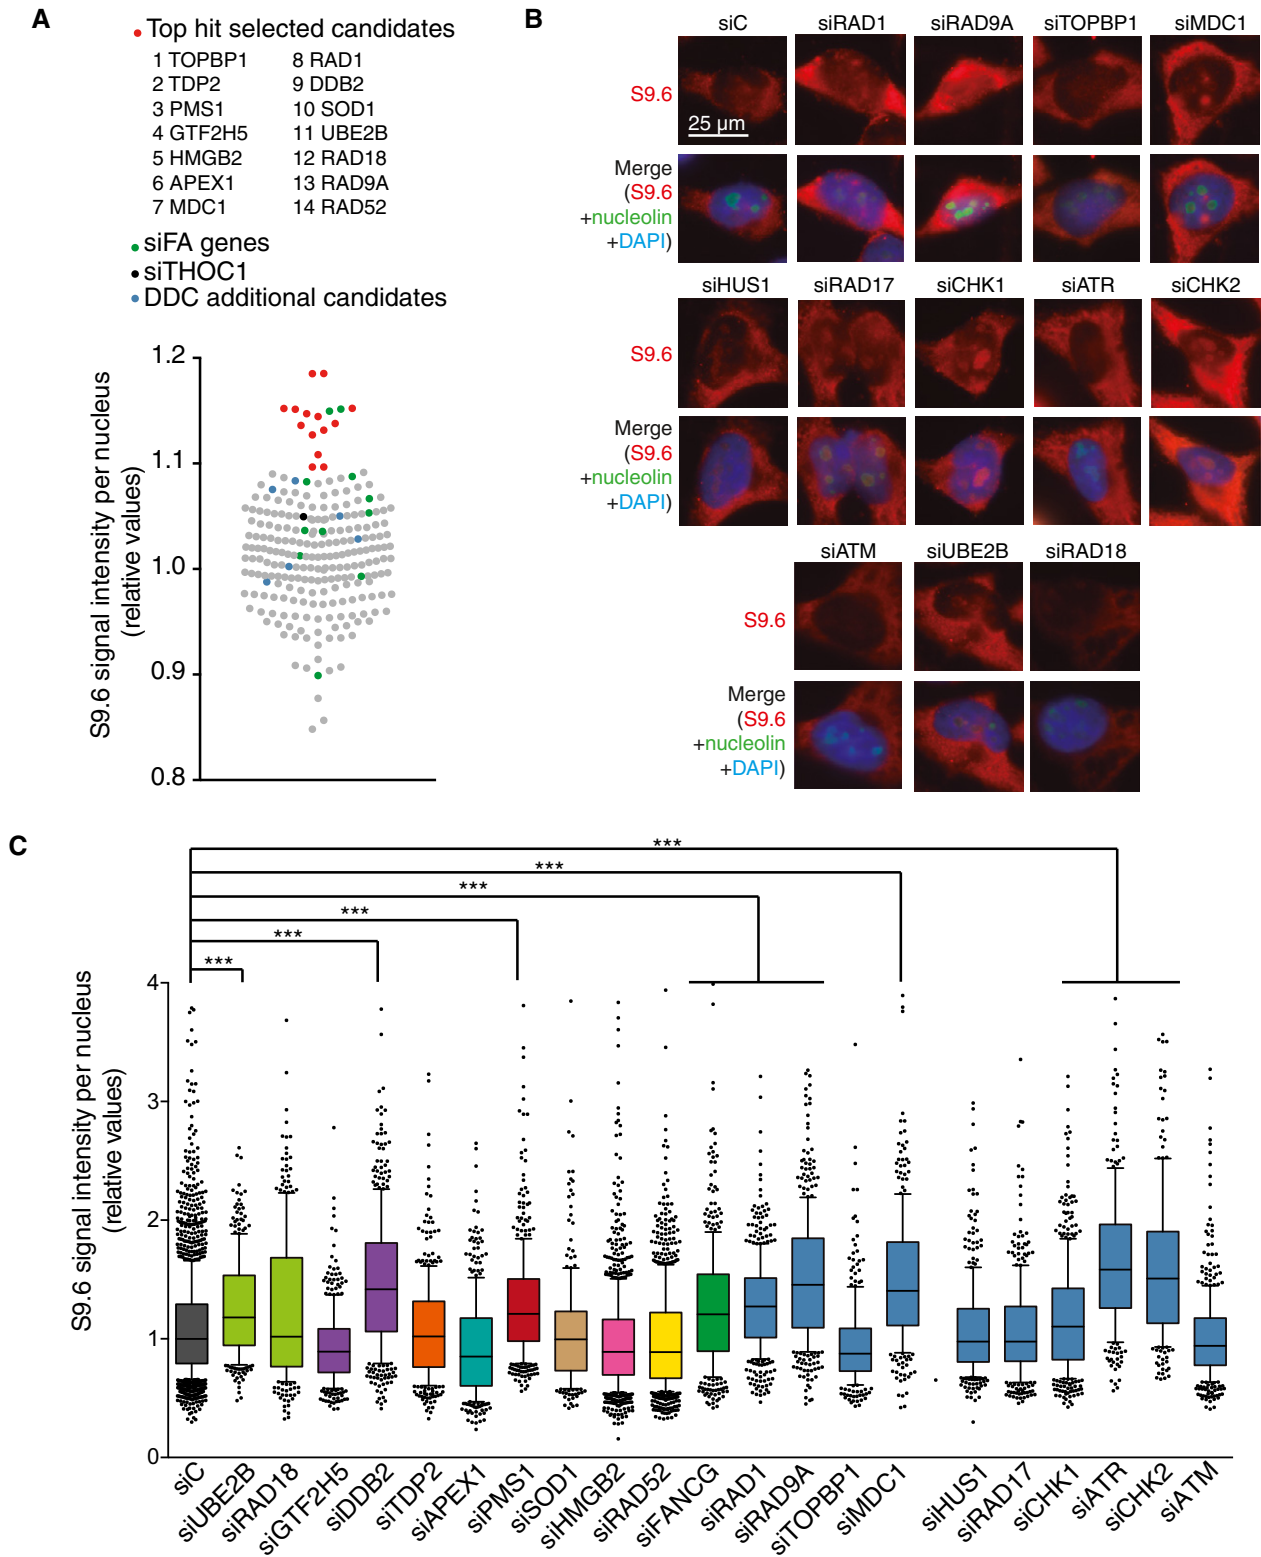 A
Top hit selected candidates
1 TOPBP1 8 RAD1
2 TDP2 9 DDB2
3 PMS1 10 SOD1
4 GTF2H5 11 UBE2B
5 HMGB2 12 RAD18
6 APEX1 13 RAD9A
7 MDC1 14 RAD52
siFA genes
siTHOC1
DDC additional candidates
S9.6 signal intensity per nucleus
(relative values)
1.2
1.1
1.0
0.9
0.8
B
siC siRAD1 siRAD9A siTOPBP1 siMDC1
S9.6
25 µm
Merge
(S9.6
+nucleolin
+DAPI)
siHUS1 siRAD17 siCHK1 siATR siCHK2
S9.6
Merge
(S9.6
+nucleolin
+DAPI)
siATM siUBE2B siRAD18
S9.6
Merge
(S9.6
+nucleolin
+DAPI)
C
***
***
***
***
***
***
S9.6 signal intensity per nucleus
(relative values)
4
3
2
1
0
siC siUBE2B siRAD18 siGTF2H5 siDDB2 siTDP2 siAPEX1 siPMS1 siSOD1 siHMGB2 siRAD52 siFANCG siRAD1 siRAD9A siTOPBP1 siMDC1 siHUS1 siRAD17 siCHK1 siATR siCHK2 siATM